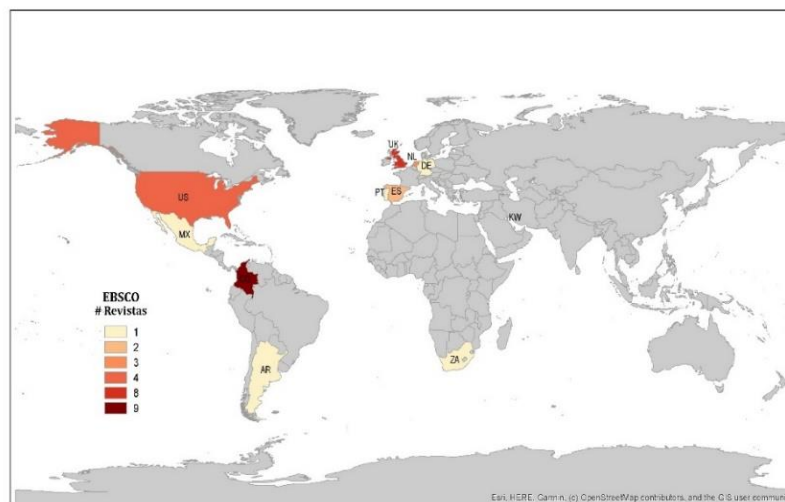 UK
NL
DE
PT
ES
US
KW
MX
EBSCO
# Revistas
1
2
3
4
8
9
AR
ZA
Esri, HERE, Garmin, (c) OpenStreetMap contributors, and the GIS user commun